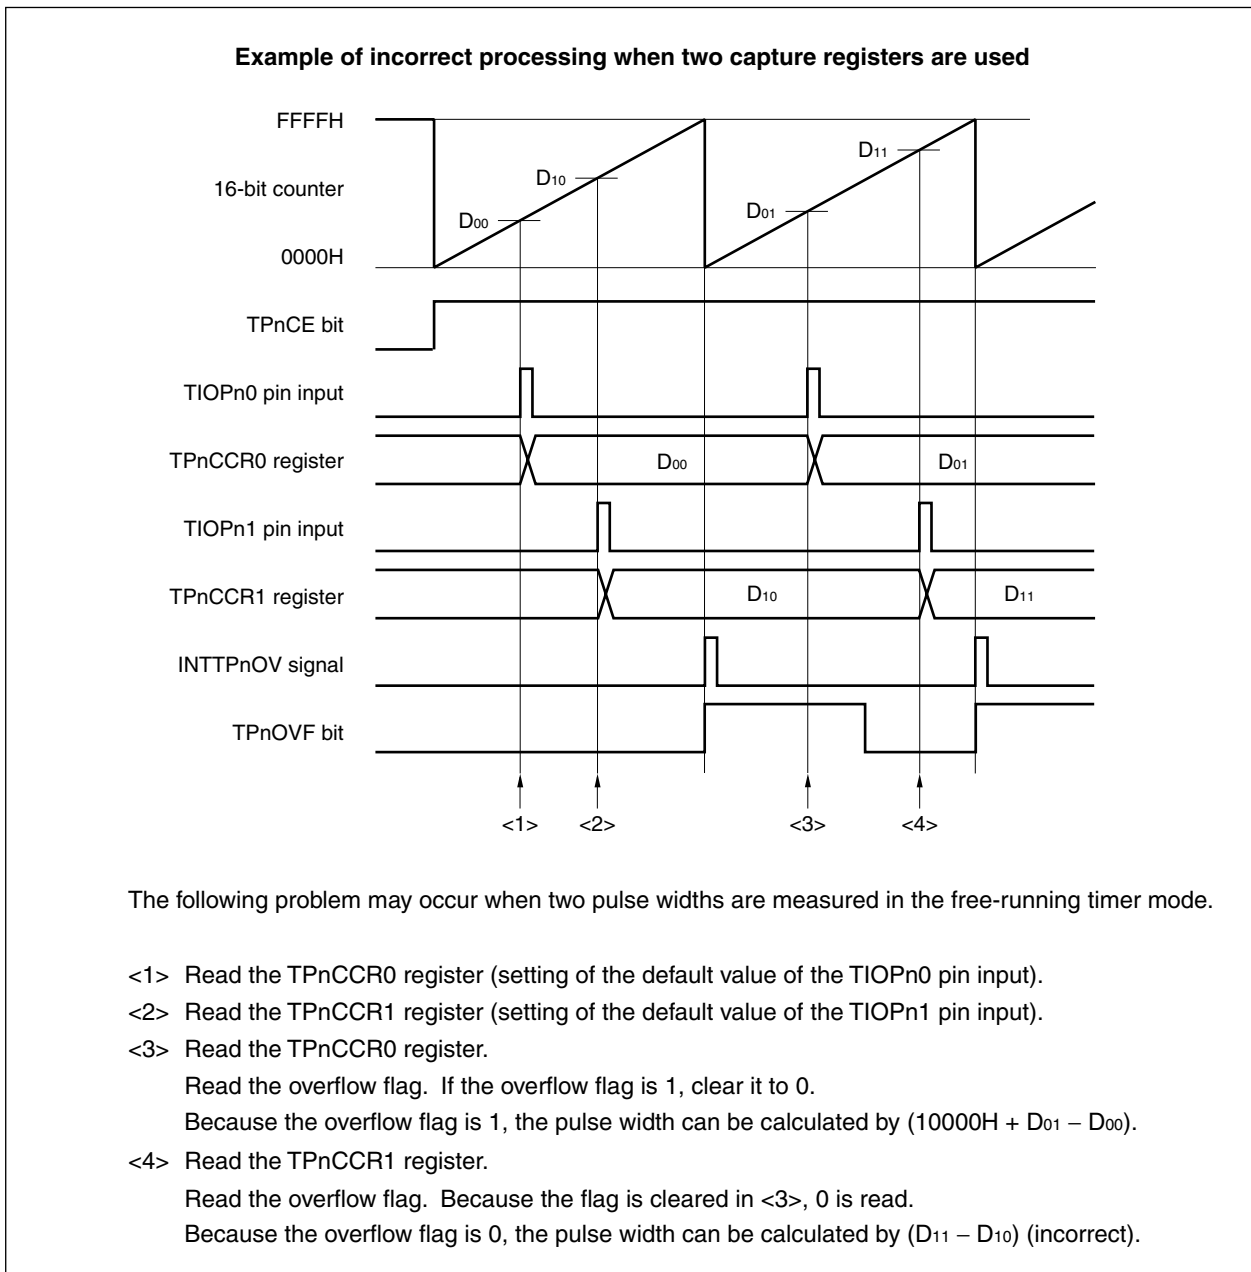 Example of incorrect processing when two capture registers are used
FFFFH
D11
D10
16-bit counter
D01
D00
0000H
TPnCE bit
TIOPn0 pin input
TPnCCR0 register
D00
D01
TIOPn1 pin input
TPnCCR1 register
D10
D11
INTTPnOV signal
TPnOVF bit
<1>
<2>
<3>
<4>
The following problem may occur when two pulse widths are measured in the free-running timer mode.
<1> Read the TPnCCR0 register (setting of the default value of the TIOPn0 pin input).
<2> Read the TPnCCR1 register (setting of the default value of the TIOPn1 pin input).
<3> Read the TPnCCR0 register.
Read the overflow flag. If the overflow flag is 1, clear it to 0.
Because the overflow flag is 1, the pulse width can be calculated by (10000H + D01 − D00).
<4> Read the TPnCCR1 register.
Read the overflow flag. Because the flag is cleared in <3>, 0 is read.
Because the overflow flag is 0, the pulse width can be calculated by (D11 − D10) (incorrect).